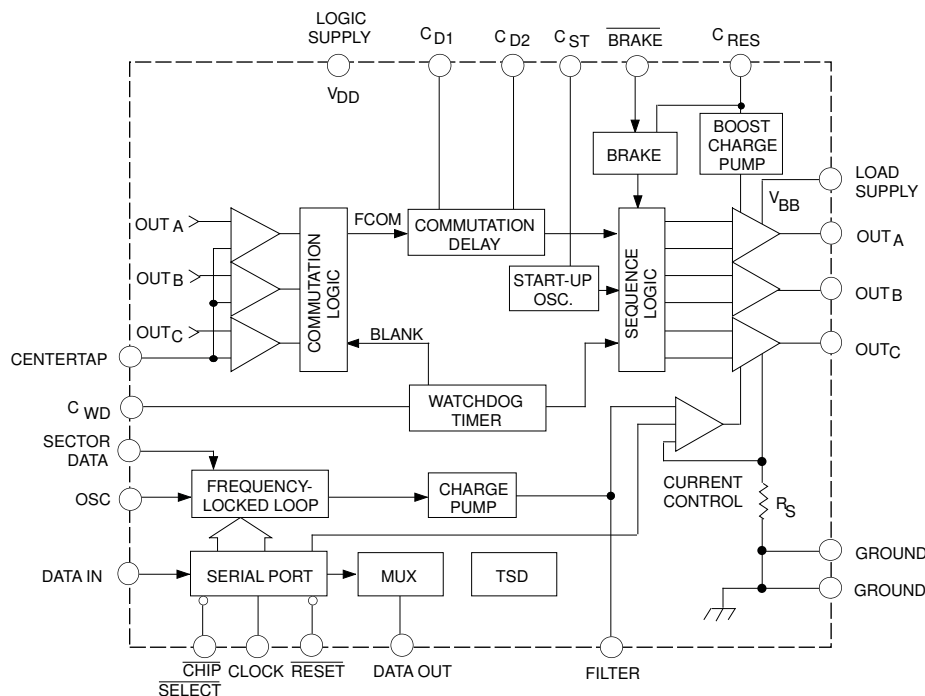 LOGIC
SUPPLY
C D1
C D2
C ST
BRAKE
C RES
VDD
BOOST
CHARGE
PUMP
BRAKE
LOAD
SUPPLY
VBB
OUT A
FCOM
COMMUTATION
DELAY
OUT A
OUT B
COMMUTATION
LOGIC
START-UP
OSC.
SEQUENCE
LOGIC
OUT B
OUT C
BLANK
OUT C
CENTERTAP
C WD
WATCHDOG
TIMER
SECTOR
DATA
OSC
FREQUENCY-
LOCKED LOOP
CHARGE
PUMP
CURRENT
CONTROL
RS
DATA IN
SERIAL PORT
MUX
TSD
GROUND
GROUND
CHIP
SELECT
CLOCK
RESET
DATA OUT
FILTER